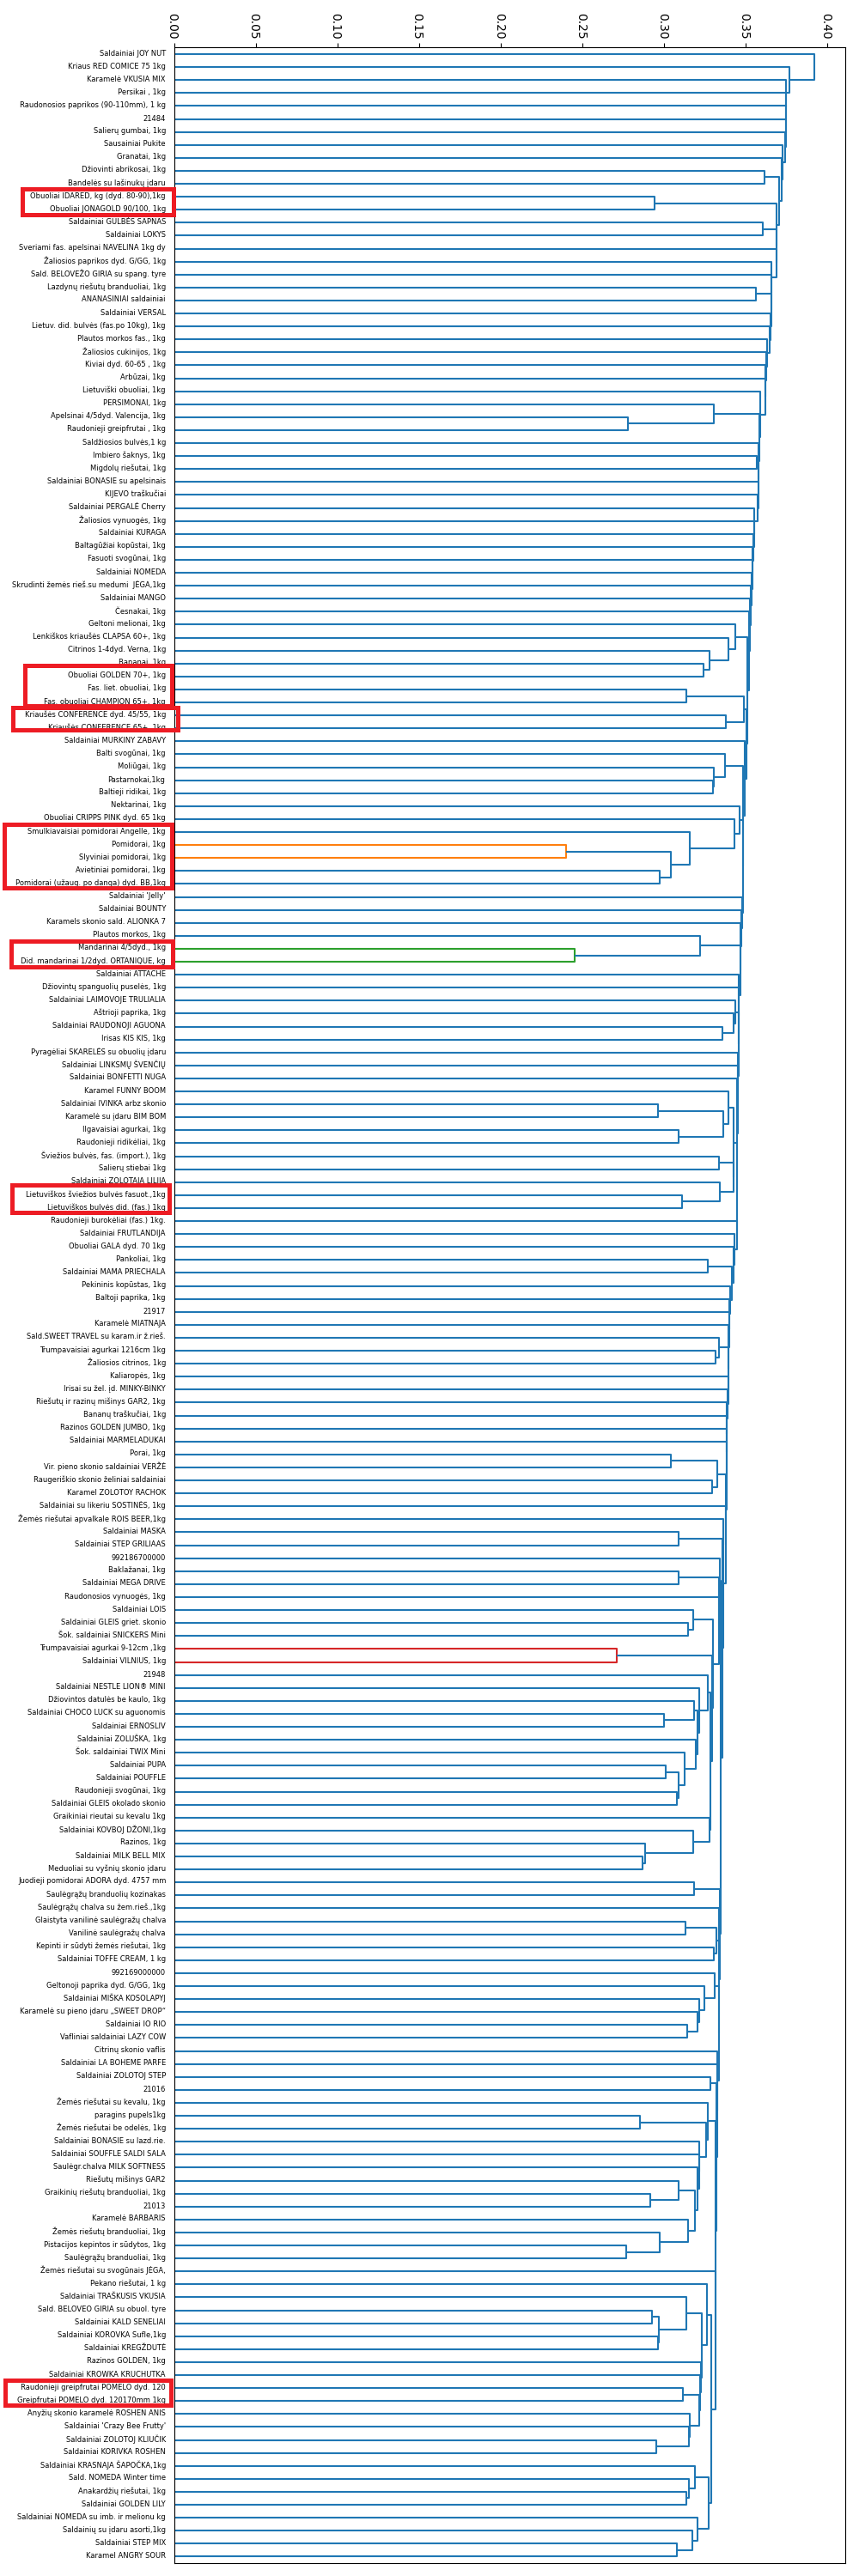 0.00 0.05 0.10 0.15 0.20 0.25 0.30 0.35 0.40
Saldainiai JOY NUT
Kriaus RED COMICE 75 1kg
Karamelė VKUSIA MIX
Persikai , 1kg
Raudonosios paprikos (90-110mm), 1 kg
21484
Salierų gumbai, 1kg
Sausainiai Pukite
Granatai, 1kg
Džiovinti abrikosai, 1kg
Bandelės su lašinukų įdaru
Obuoliai IDARED, kg (dyd. 80-90),1kg
Obuoliai JONAGOLD 90/100, 1kg
Saldainiai GULBĖS SAPNAS
Saldainiai LOKYS
Sveriami fas. apelsinai NAVELINA 1kg dy
Žaliosios paprikos dyd. G/GG, 1kg
Sald. BELOVEŽO GIRIA su spang. tyre
Lazdynų riešutų branduoliai, 1kg
ANANASINIAI saldainiai
Saldainiai VERSAL
Lietuv. did. bulvės (fas.po 10kg), 1kg
Plautos morkos fas., 1kg
Žaliosios cukinijos, 1kg
Kiviai dyd. 60-65 , 1kg
Arbūzai, 1kg
Lietuviški obuoliai, 1kg
PERSIMONAI, 1kg
Apelsinai 4/5dyd. Valencija, 1kg
Raudonieji greipfrutai , 1kg
Saldžiosios bulvės,1 kg
Imbiero šaknys, 1kg
Migdolų riešutai, 1kg
Saldainiai BONASIE su apelsinais
KIJEVO traškučiai
Saldainiai PERGALĖ Cherry
Žaliosios vynuogės, 1kg
Saldainiai KURAGA
Baltagūžiai kopūstai, 1kg
Fasuoti svogūnai, 1kg
Saldainiai NOMEDA
Skrudinti žemės rieš.su medumi JĖGA,1kg
Saldainiai MANGO
Česnakai, 1kg
Geltoni melionai, 1kg
Lenkiškos kriaušės CLAPSA 60+, 1kg
Citrinos 1-4dyd. Verna, 1kg
Bananai, 1kg
Obuoliai GOLDEN 70+, 1kg
Fas. liet. obuoliai, 1kg
Fas. obuoliai CHAMPION 65+, 1kg
Kriaušės CONFERENCE dyd. 45/55, 1kg
Kriaušės CONFERENCE 65+, 1kg
Saldainiai MURKINY ZABAVY
Balti svogūnai, 1kg
Moliūgai, 1kg
Pastarnokai,1kg
Baltieji ridikai, 1kg
Nektarinai, 1kg
Obuoliai CRIPPS PINK dyd. 65 1kg
Smulkiavaisiai pomidorai Angelle, 1kg
Pomidorai, 1kg
Slyviniai pomidorai, 1kg
Avietiniai pomidorai, 1kg
Pomidorai (užaug. po danga) dyd. BB,1kg
Saldainiai 'Jelly'
Saldainiai BOUNTY
Karamels skonio sald. ALIONKA 7
Plautos morkos, 1kg
Mandarinai 4/5dyd., 1kg
Did. mandarinai 1/2dyd. ORTANIQUE, kg
Saldainiai ATTACHE
Džiovintų spanguolių puselės, 1kg
Saldainiai LAIMOVOJE TRULIALIA
Aštrioji paprika, 1kg
Saldainiai RAUDONOJI AGUONA
Irisas KIS KIS, 1kg
Pyragėliai SKARELĖS su obuolių įdaru
Saldainiai LINKSMŲ ŠVENČIŲ
Saldainiai BONFETTI NUGA
Karamel FUNNY BOOM
Saldainiai IVINKA arbz skonio
Karamelė su įdaru BIM BOM
Ilgavaisiai agurkai, 1kg
Raudonieji ridikėliai, 1kg
Šviežios bulvės, fas. (import.), 1kg
Salierų stiebai 1kg
Saldainiai ZOLOTAJA LILIJA
Lietuviškos šviežios bulvės fasuot.,1kg
Lietuviškos bulvės did. (fas.) 1kg
Raudonieji burokėliai (fas.) 1kg.
Saldainiai FRUTLANDIJA
Obuoliai GALA dyd. 70 1kg
Pankoliai, 1kg
Saldainiai MAMA PRIECHALA
Pekininis kopūstas, 1kg
Baltoji paprika, 1kg
21917
Karamelė MIATNAJA
Sald.SWEET TRAVEL su karam.ir ž.rieš.
Trumpavaisiai agurkai 1216cm 1kg
Žaliosios citrinos, 1kg
Kaliaropės, 1kg
Irisai su žel. įd. MINKY-BINKY
Riešutų ir razinų mišinys GAR2, 1kg
Bananų traškučiai, 1kg
Razinos GOLDEN JUMBO, 1kg
Saldainiai MARMELADUKAI
Porai, 1kg
Vir. pieno skonio saldainiai VERŽĖ
Raugeriškio skonio želiniai saldainiai
Karamel ZOLOTOY RACHOK
Saldainiai su likeriu SOSTINĖS, 1kg
Žemės riešutai apvalkale ROIS BEER,1kg
Saldainiai MASKA
Saldainiai STEP GRILIAAS
992186700000
Baklažanai, 1kg
Saldainiai MEGA DRIVE
Raudonosios vynuogės, 1kg
Saldainiai LOIS
Saldainiai GLEIS griet. skonio
Šok. saldainiai SNICKERS Mini
Trumpavaisiai agurkai 9-12cm ,1kg
Saldainiai VILNIUS, 1kg
21948
Saldainiai NESTLE LION® MINI
Džiovintos datulės be kaulo, 1kg
Saldainiai CHOCO LUCK su aguonomis
Saldainiai ERNOSLIV
Saldainiai ZOLUŠKA, 1kg
Šok. saldainiai TWIX Mini
Saldainiai PUPA
Saldainiai POUFFLE
Raudonieji svogūnai, 1kg
Saldainiai GLEIS okolado skonio
Graikiniai rieutai su kevalu 1kg
Saldainiai KOVBOJ DŽONI,1kg
Razinos, 1kg
Saldainiai MILK BELL MIX
Meduoliai su vyšnių skonio įdaru
Juodieji pomidorai ADORA dyd. 4757 mm
Saulėgrąžų branduolių kozinakas
Saulėgrąžų chalva su žem.rieš.,1kg
Glaistyta vanilinė saulėgražų chalva
Vanilinė saulėgražų chalva
Kepinti ir sūdyti žemės riešutai, 1kg
Saldainiai TOFFE CREAM, 1 kg
992169000000
Geltonoji paprika dyd. G/GG, 1kg
Saldainiai MIŠKA KOSOLAPYJ
Karamelė su pieno įdaru „SWEET DROP"
Saldainiai IO RIO
Vafliniai saldainiai LAZY COW
Citrinų skonio vaflis
Saldainiai LA BOHEME PARFE
Saldainiai ZOLOTOJ STEP
21016
Žemės riešutai su kevalu, 1kg
paragins pupels1kg
Žemės riešutai be odelės, 1kg
Saldainiai BONASIE su lazd.rie.
Saldainiai SOUFFLE SALDI SALA
Saulėgr.chalva MILK SOFTNESS
Riešutų mišinys GAR2
Graikinių riešutų branduoliai, 1kg
21013
Karamelė BARBARIS
Žemės riešutų branduoliai, 1kg
Pistacijos kepintos ir sūdytos, 1kg
Saulėgrąžų branduoliai, 1kg
Žemės riešutai su svogūnais JĖGA,
Pekano riešutai, 1 kg
Saldainiai TRAŠKUSIS VKUSIA
Sald. BELOVEO GIRIA su obuol. tyre
Saldainiai KALD SENELIAI
Saldainiai KOROVKA Sufle,1kg
Saldainiai KREGŽDUTĖ
Razinos GOLDEN, 1kg
Saldainiai KROWKA KRUCHUTKA
Raudonieji greipfrutai POMELO dyd. 120
Greipfrutai POMELO dyd. 120170mm 1kg
Anyžių skonio karamelė ROSHEN ANIS
Saldainiai 'Crazy Bee Frutty'
Saldainiai ZOLOTOJ KLIUČIK
Saldainiai KORIVKA ROSHEN
Saldainiai KRASNAJA ŠAPOČKA,1kg
Sald. NOMEDA Winter time
Anakardžių riešutai, 1kg
Saldainiai GOLDEN LILY
Saldainiai NOMEDA su imb. ir melionu kg
Saldainių su įdaru asorti,1kg
Saldainiai STEP MIX
Karamel ANGRY SOUR